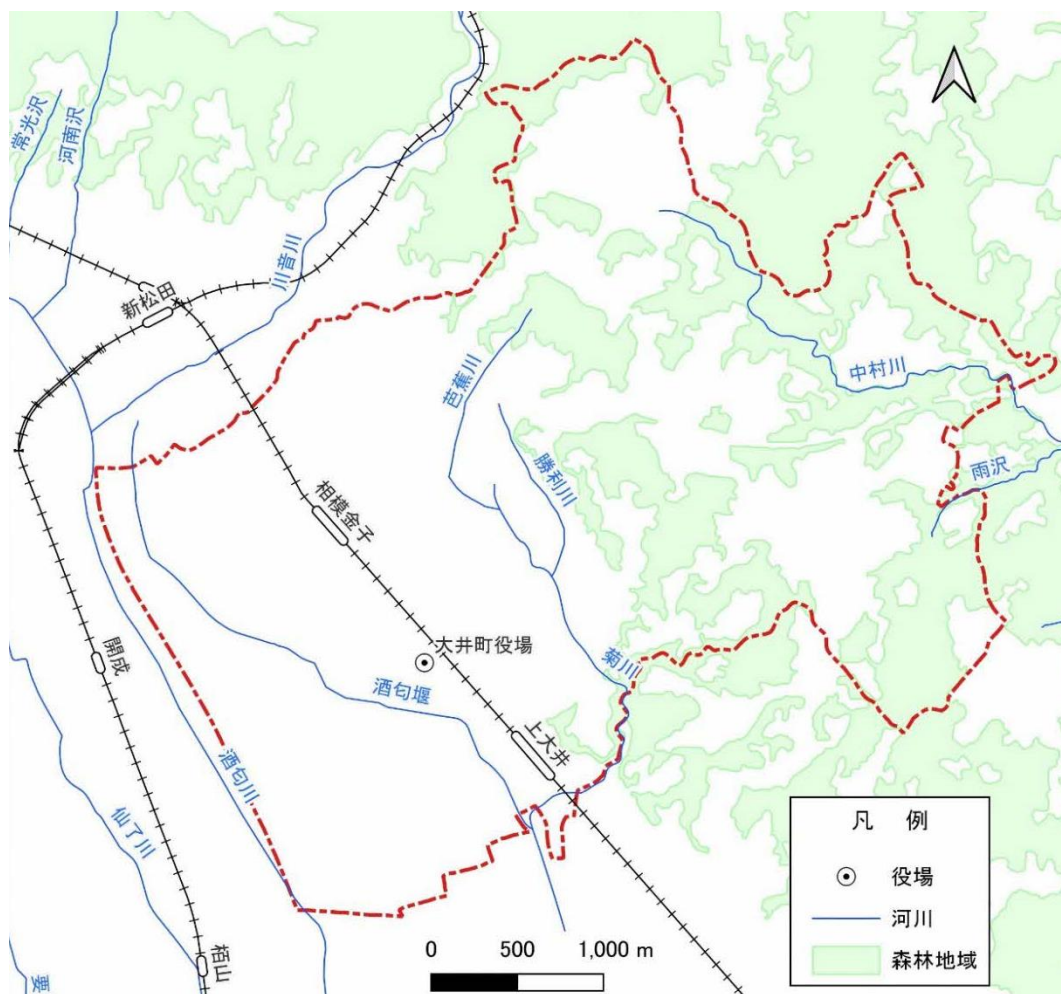 常光沢
河南沢
川音川
新松田
芭蕉川
中村川
勝利川
雨沢
相模金子
大井町役場
開成
菊川
酒匂堰
上大井
酒匂川
仙了川
栢山
要
凡 例
役場
河川
森林地域
0 500 1,000 m